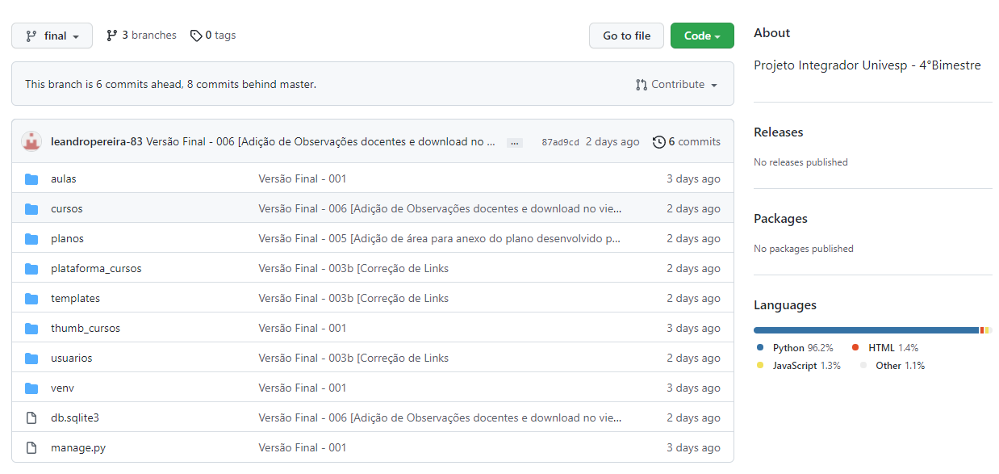 final
3 branches
0 tags
Go to file
Code
This branch is 6 commits ahead, 8 commits behind master.
Contribute
leandropereira-83 Versão Final - 006 [Adição de Observações docentes e download no ...
...
87ad9cd 2 days ago
6 commits
aulas Versão Final - 001 3 days ago
cursos Versão Final - 006 [Adição de Observações docentes e download no vie... 2 days ago
planos Versão Final - 005 [Adição de área para anexo do plano desenvolvido p... 2 days ago
plataforma_cursos Versão Final - 003b [Correção de Links 2 days ago
templates Versão Final - 003b [Correção de Links 2 days ago
thumb_cursos Versão Final - 001 3 days ago
usuarios Versão Final - 003b [Correção de Links 2 days ago
venv Versão Final - 001 3 days ago
db.sqlite3 Versão Final - 006 [Adição de Observações docentes e download no vie... 2 days ago
manage.py Versão Final - 001 3 days ago
About
Projeto Integrador Univesp - 4°Bimestre
Releases
No releases published
Packages
No packages published
Languages
Python 96.2% HTML 1.4%
JavaScript 1.3% Other 1.1%